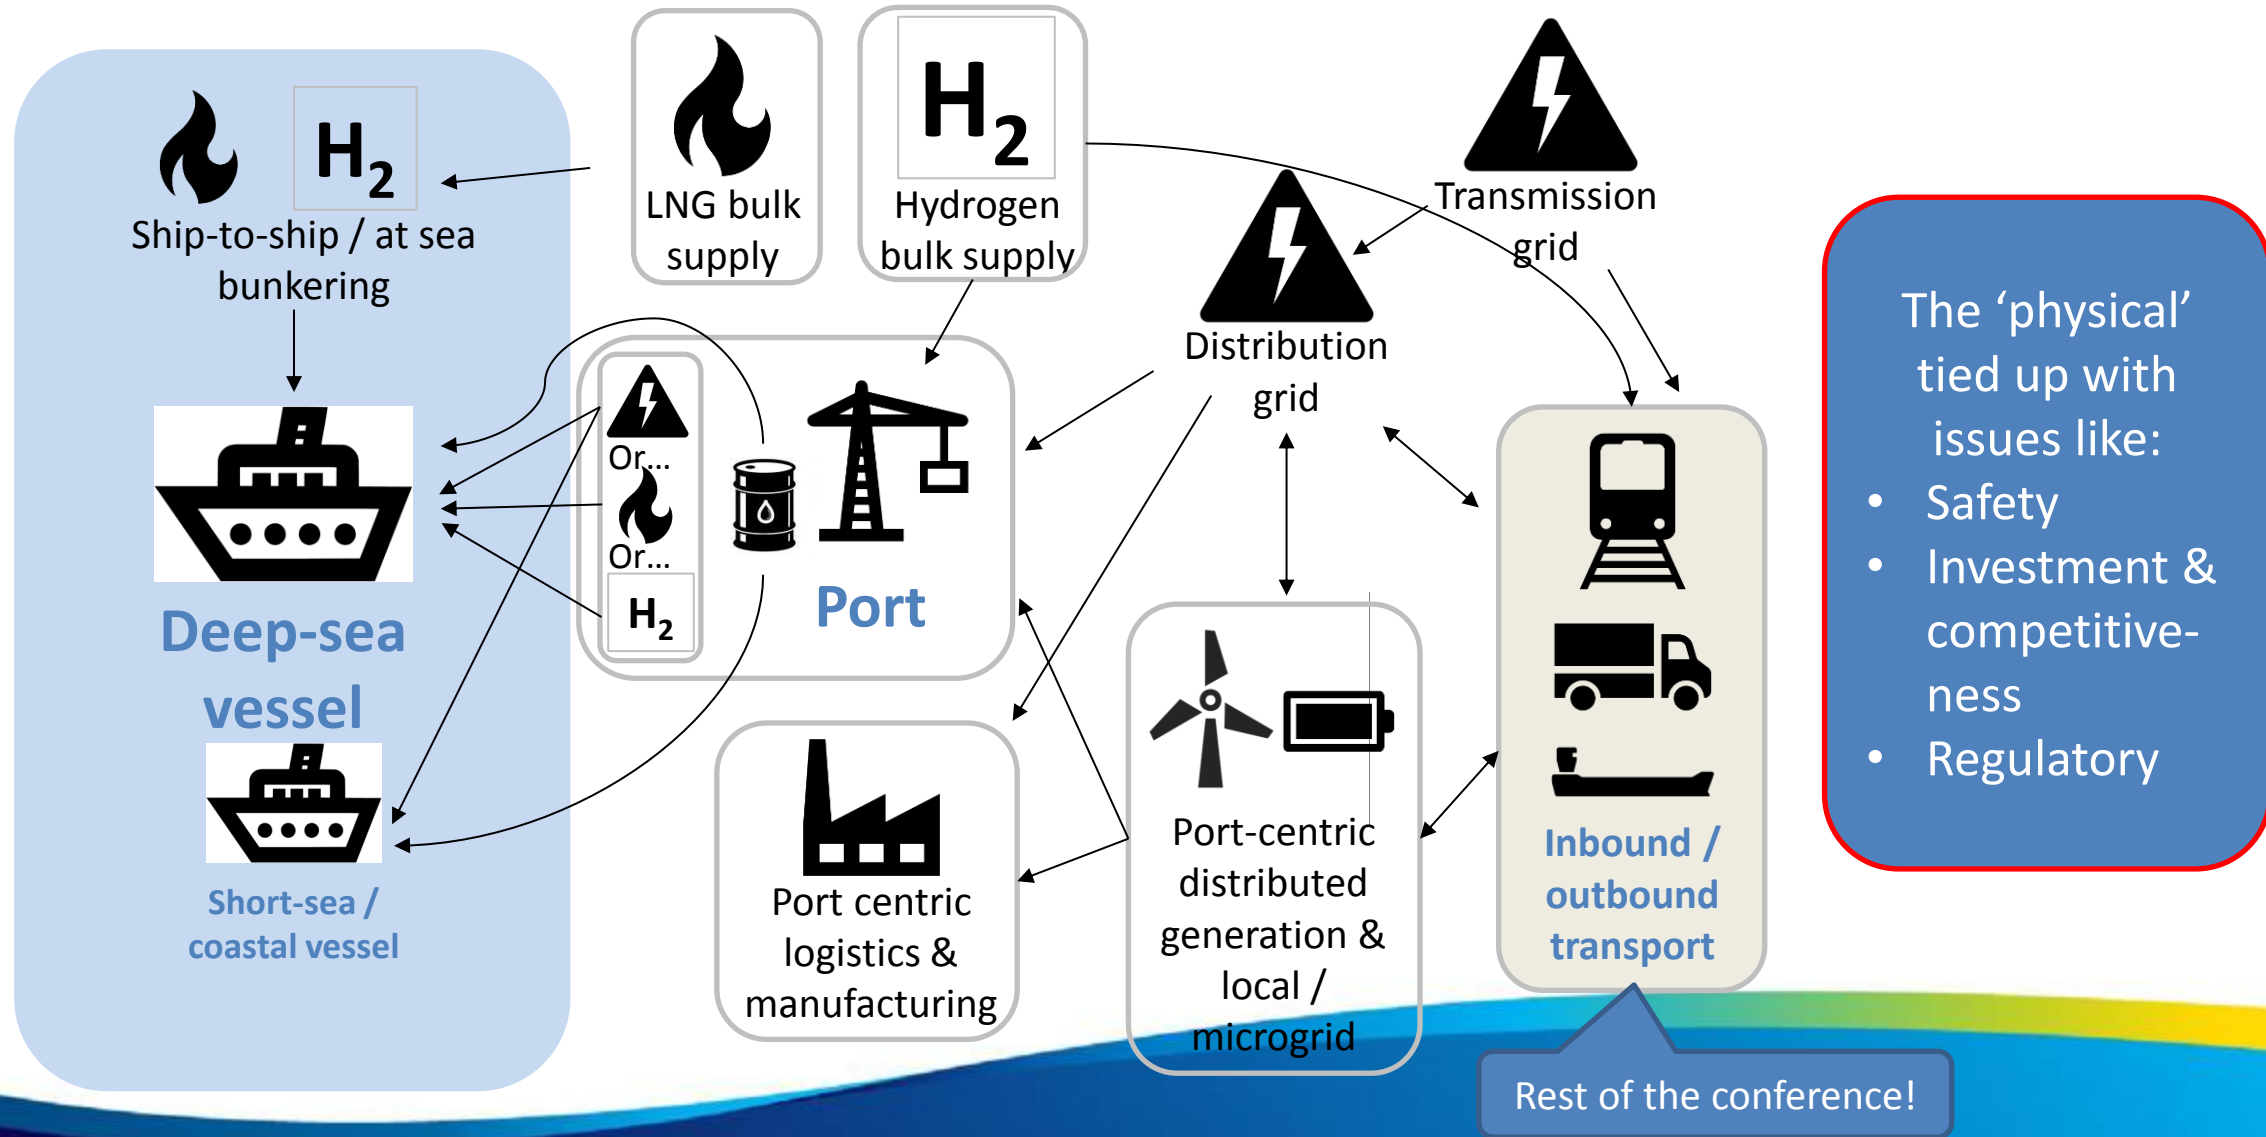 H2
Ship-to-ship / at sea
bunkering
Deep-sea
vessel
Short-sea /
coastal vessel
LNG bulk
supply
H2
Hydrogen
bulk supply
Or...
Or...
H2
Port
Transmission
grid
Distribution
grid
Port centric
logistics &
manufacturing
Port-centric
distributed
generation &
local /
microgrid
Inbound /
outbound
transport
Rest of the conference!
The ‘physical’
tied up with
issues like:
• Safety
• Investment &
competitive-
ness
• Regulatory